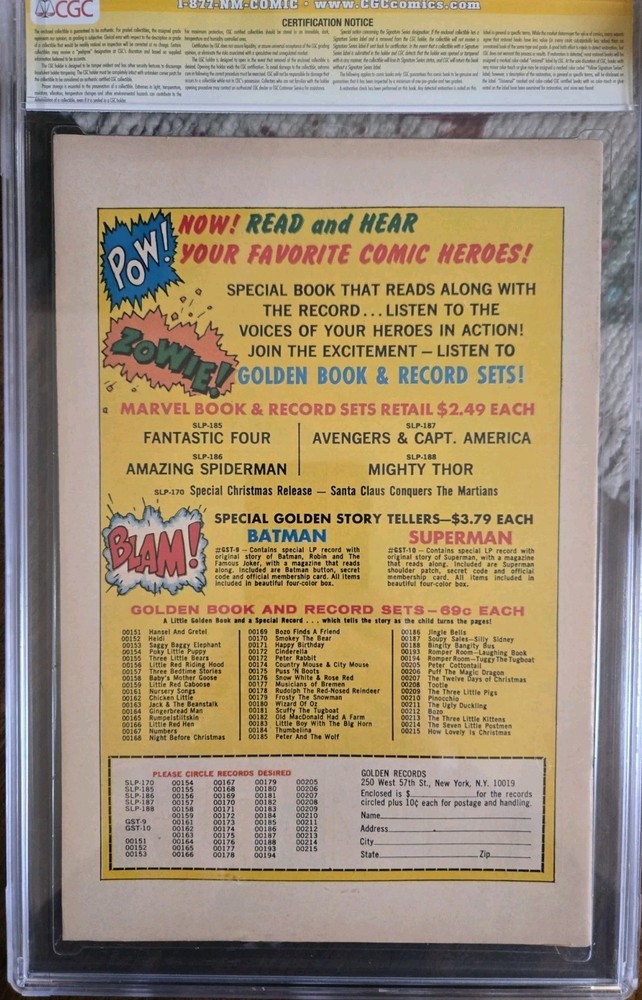 CGC
1-877-NM-COMIC • www.CGCcomics.com
CERTIFICATION NOTICE
POW!
NOW! READ and HEAR
YOUR FAVORITE COMIC HEROES!
SPECIAL BOOK THAT READS ALONG WITH
THE RECORD... LISTEN TO THE
VOICES OF YOUR HEROES IN ACTION!
JOIN THE EXCITEMENT — LISTEN TO
ZOWIE!
GOLDEN BOOK & RECORD SETS!
MARVEL BOOK & RECORD SETS RETAIL $2.49 EACH
SLP-185
FANTASTIC FOUR
SLP-186
AMAZING SPIDERMAN
SLP-187
AVENGERS & CAPT. AMERICA
SLP-188
MIGHTY THOR
SLP-170 Special Christmas Release — Santa Claus Conquers The Martians
BLAM!
SPECIAL GOLDEN STORY TELLERS—$3.79 EACH
BATMAN
#GST-9 — Contains special LP record with
original story of Batman, Robin and The
Famous Joker, with a magazine that reads
along. Included are Batman button, secret
code and official membership card. All items
included in beautiful four-color box.
SUPERMAN
#GST-10 — Contains special LP record with
original story of Superman, with a magazine
that reads along. Included are Superman
shoulder patch, secret code and official
membership card. All items included in
beautiful four-color box.
GOLDEN BOOK AND RECORD SETS — 69c EACH
A Little Golden Book and a Special Record ... which tells the story as the child turns the pages!
00151 Hansel And Gretel
00152 Heidi
00153 Saggy Baggy Elephant
00154 Poky Little Puppy
00155 Three Little Bears
00156 Little Red Riding Hood
00157 Three Bedtime Stories
00158 Baby's Mother Goose
00159 Little Red Caboose
00161 Nursery Songs
00162 Chicken Little
00163 Jack & The Beanstalk
00164 Gingerbread Man
00165 Rumpelstiltskin
00166 Little Red Hen
00167 Numbers
00168 Night Before Christmas
00169 Bozo Finds A Friend
00170 Smokey The Bear
00171 Happy Birthday
00172 Cinderella
00172 Peter Rabbit
00174 Country Mouse & City Mouse
00175 Puss 'N Boots
00176 Snow White & Rose Red
00177 Musicians of Bremen
00178 Rudolph The Red-Nosed Reindeer
00179 Frosty The Snowman
00180 Wizard Of Oz
00181 Scuffy The Tugboat
00182 Old MacDonald Had A Farm
00183 Little Boy With The Big Horn
00184 Thumbelina
00185 Peter And The Wolf
00186 Jingle Bells
00187 Soupy Sales—Silly Sidney
00188 Bingity Bangity Bus
00193 Romper Room—Laughing Book
00194 Romper Room—Tuggy The Tugboat
00205 Peter Cottontail
00206 Puff The Magic Dragon
00207 The Twelve Days of Christmas
00208 Tootle
00209 The Three Little Pigs
00210 Pinocchio
00211 The Ugly Duckling
00212 Bozo
00213 The Three Little Kittens
00214 The Seven Little Postmen
00215 How Lovely Is Christmas
PLEASE CIRCLE RECORDS DESIRED
SLP-170 00154 00167 00179 00205
SLP-185 00155 00168 00180 00206
SLP-186 00156 00169 00181 00207
SLP-187 00157 00170 00182 00208
SLP-188 00158 00171 00183 00209
00159 00172 00184 00210
GST-9 00161 00173 00185 00211
GST-10 00162 00174 00186 00212
00163 00175 00187 00213
00151 00164 00176 00188 00214
00152 00165 00177 00193 00215
00153 00166 00178 00194
GOLDEN RECORDS
250 West 57th St., New York, N.Y. 10019
Enclosed is $ for the records
circled plus 10¢ each for postage and handling.
Name
Address
City
State Zip